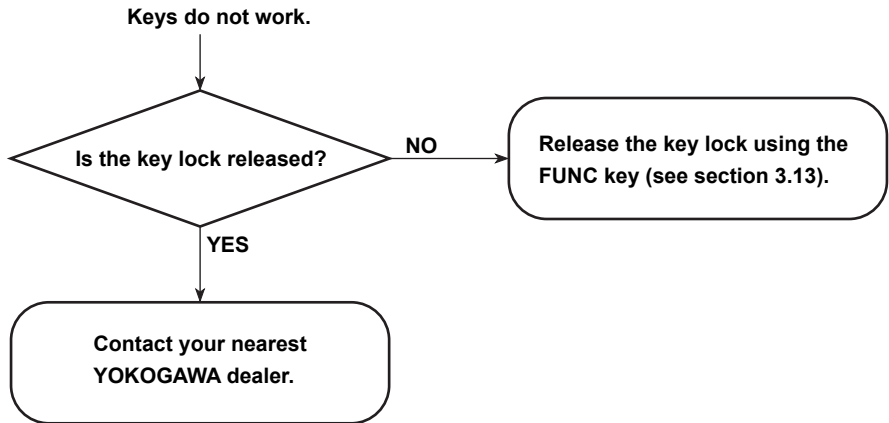 Keys do not work.
Is the key lock released?
NO
Release the key lock using the
FUNC key (see section 3.13).
YES
Contact your nearest
YOKOGAWA dealer.